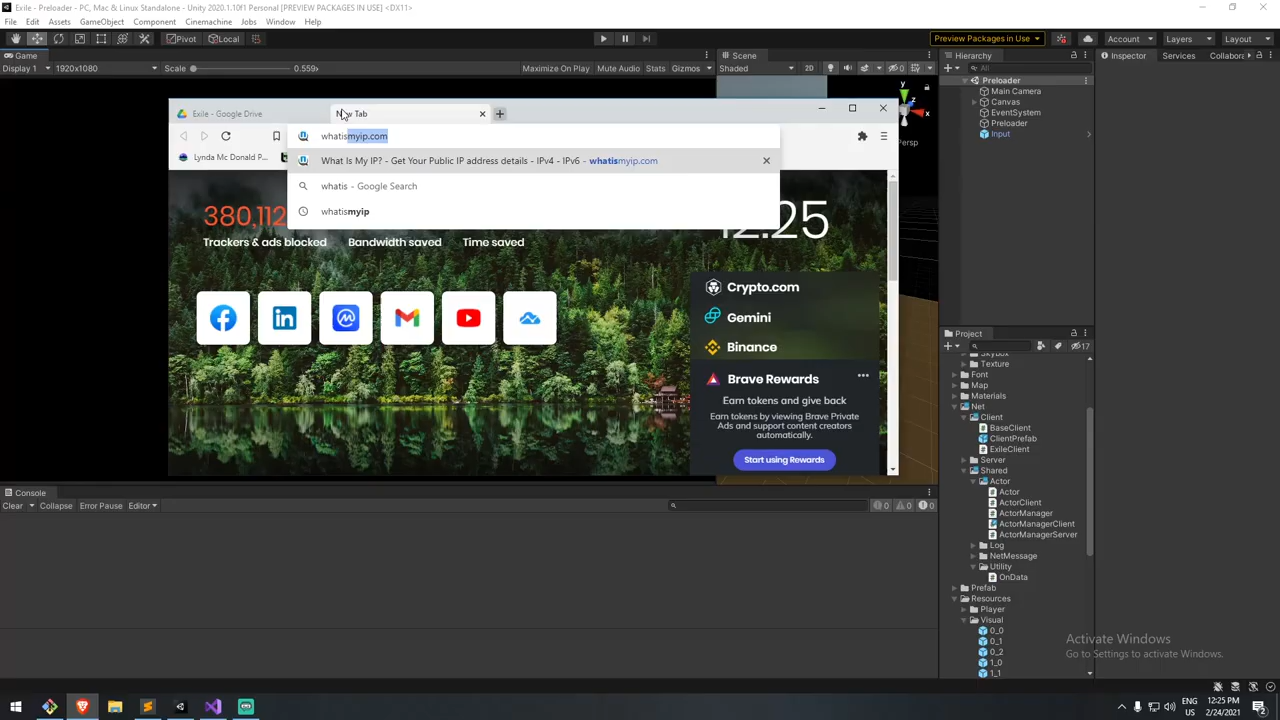 Exile - Preloader - PC, Mac & Linux Standalone - Unity 2020.1.10f1 Personal [PREVIEW PACKAGES IN USE] <DX11>
File Edit Assets GameObject Component Cinemachine Jobs Window Help
Pivot Local Preview Packages in Use Account Layers Layout
Game
Display 1 1920x1080 Scale 0.559x Maximize On Play Mute Audio Stats Gizmos
Scene
Shaded 2D 0
Persp
Exile - Google Drive New Tab
whatismyip.com
Lynda Mc Donald P...
What Is My IP? - Get Your Public IP address details - IPv4 - IPv6 - whatismyip.com
whatis - Google Search
whatismyip
380,112
Trackers & ads blocked Bandwidth saved Time saved
12:25
Crypto.com
Gemini
Binance
Brave Rewards
Earn tokens and give back
Earn tokens by viewing Brave Private
Ads and support content creators
automatically.
Start using Rewards
Hierarchy
All
Preloader
Main Camera
Canvas
EventSystem
Preloader
Input
Inspector Services Collabora
Project
17
Skybox
Texture
Font
Map
Materials
Net
Client
BaseClient
ClientPrefab
ExileClient
Server
Shared
Actor
Actor
ActorClient
ActorManager
ActorManagerClient
ActorManagerServer
Log
NetMessage
Utility
OnData
Prefab
Resources
Player
Visual
0_0
0_1
0_2
1_0
1_1
Console
Clear Collapse Error Pause Editor 0 0 0
Activate Windows
Go to Settings to activate Windows.
ENG
US
12:25 PM
2/24/2021
2